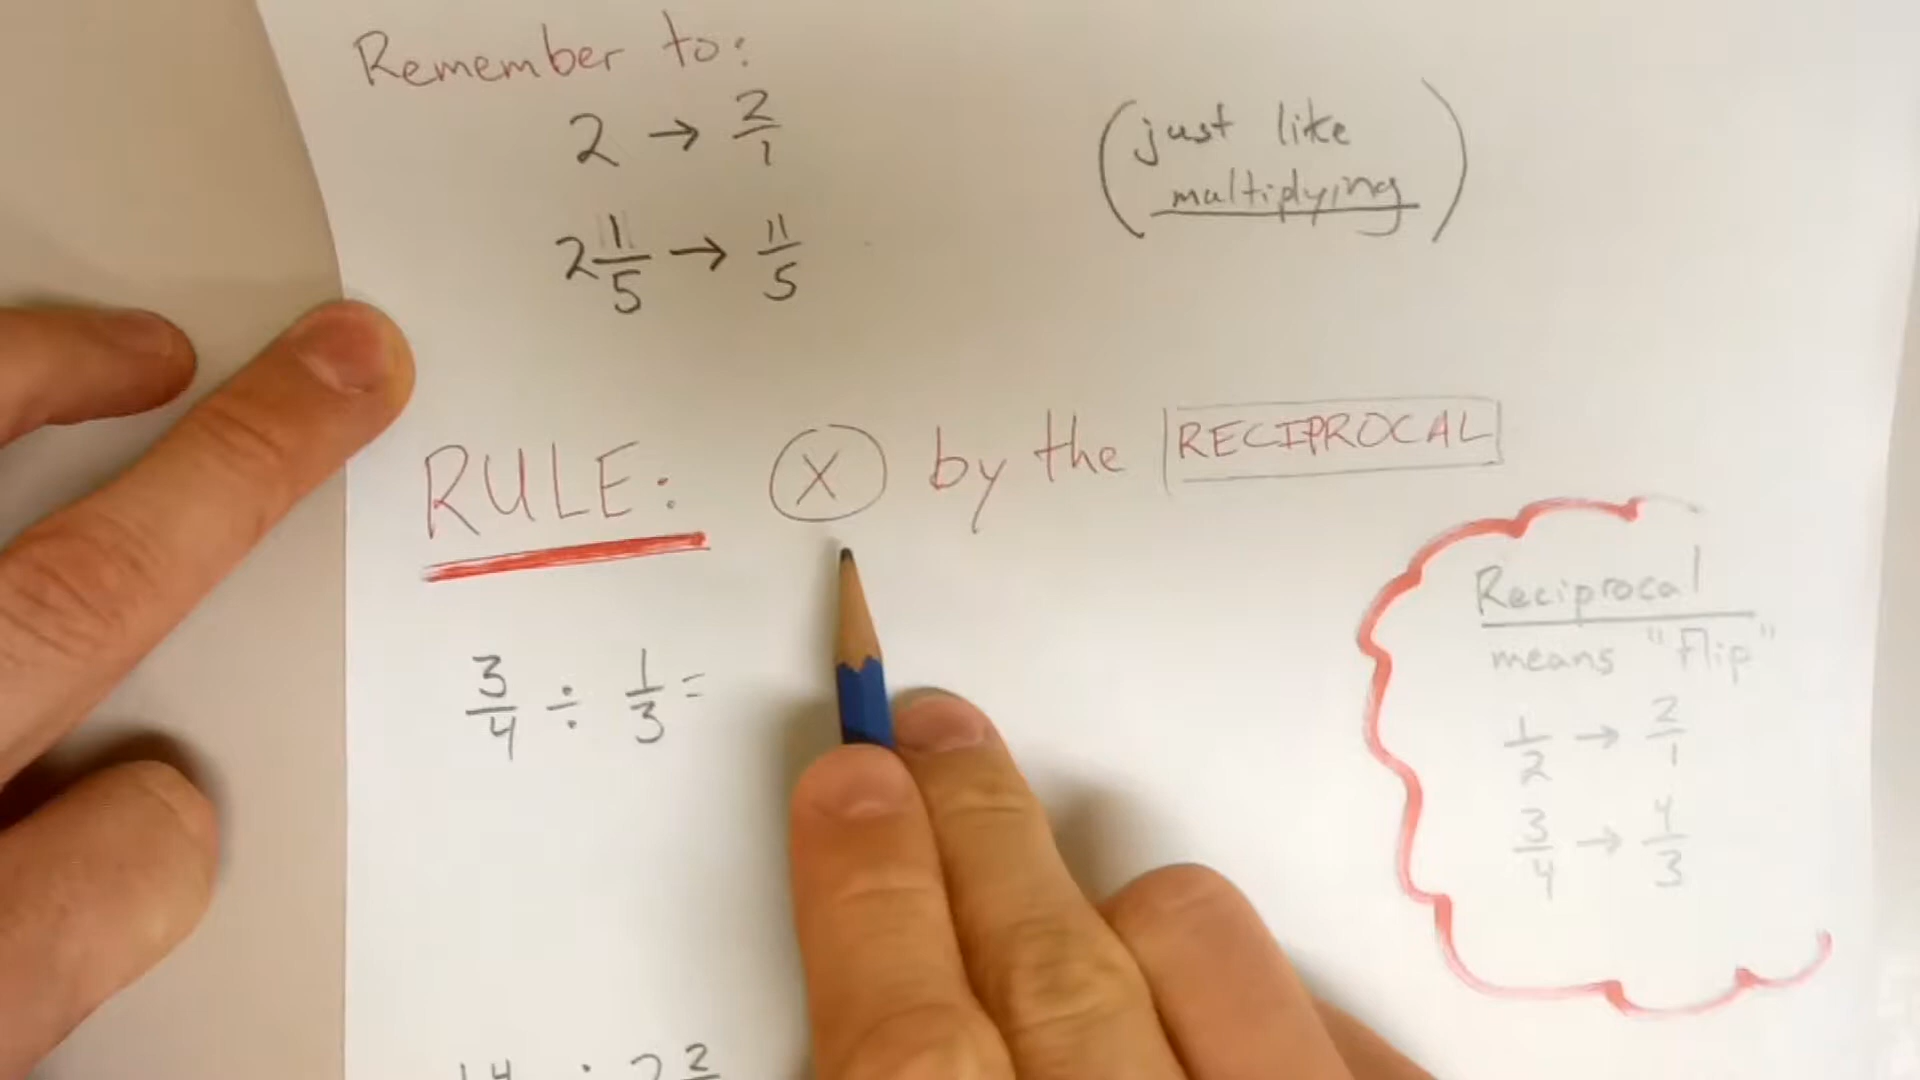 Remember to:
2 → 2/1
2 11/5 → 11/5
(just like
multiplying)
RULE: X by the RECIPROCAL
3/4 ÷ 1/3 =
Reciprocal
means "flip"
1/2 → 2/1
3/4 → 4/3